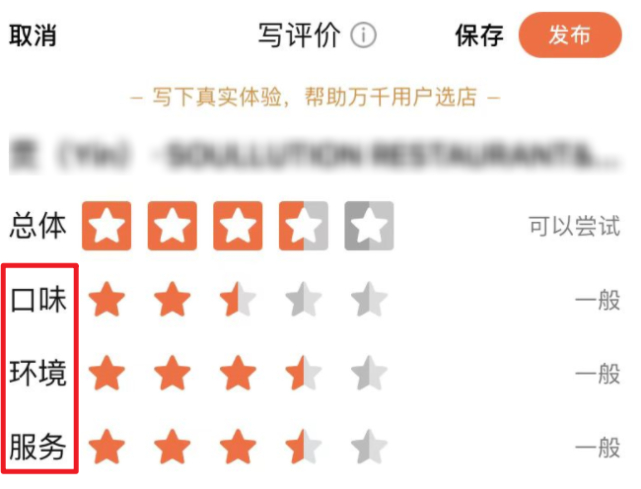 取消 写评价 保存 发布
– 写下真实体验，帮助万千用户选店 –
总体 可以尝试
口味 一般
环境 一般
服务 一般